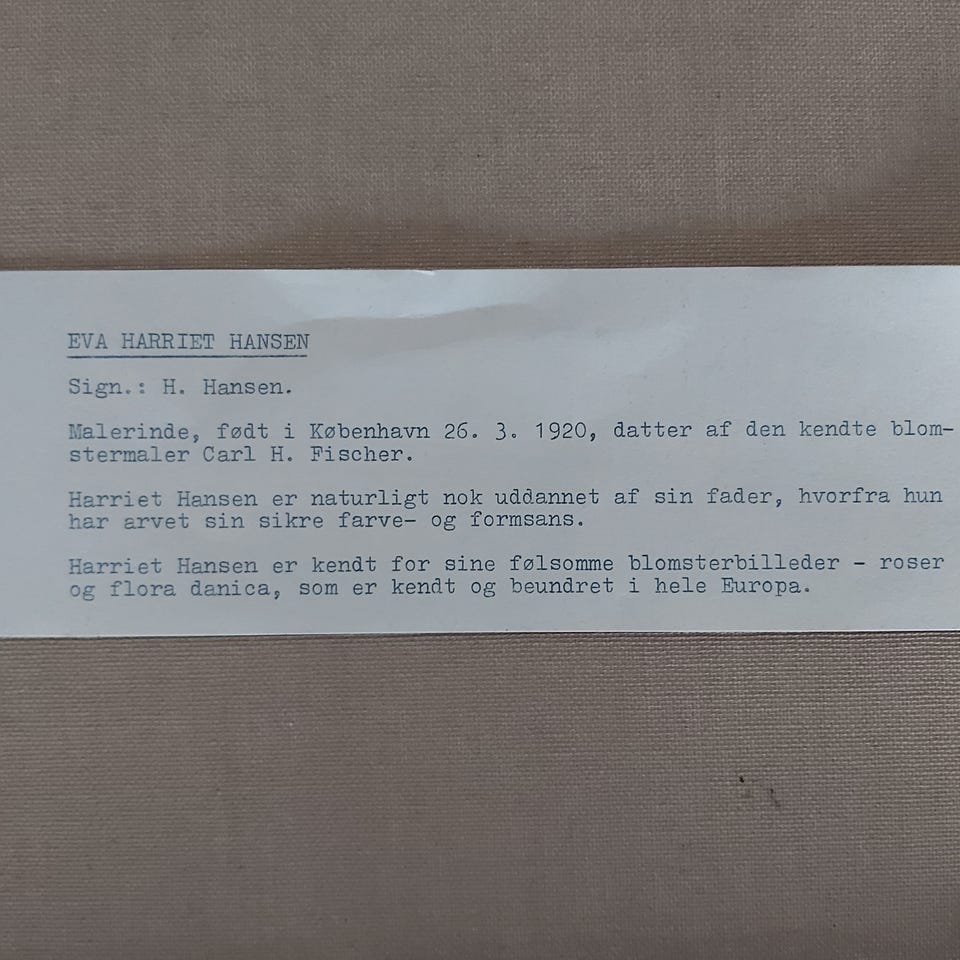 EVA HARRIET HANSEN
Sign.: H. Hansen.
Malerinde, født i København 26. 3. 1920, datter af den kendte blom-
stermaler Carl H. Fischer.
Harriet Hansen er naturligt nok uddannet af sin fader, hvorfra hun
har arvet sin sikre farve- og formsans.
Harriet Hansen er kendt for sine følsomme blomsterbilleder - roser
og flora danica, som er kendt og beundret i hele Europa.